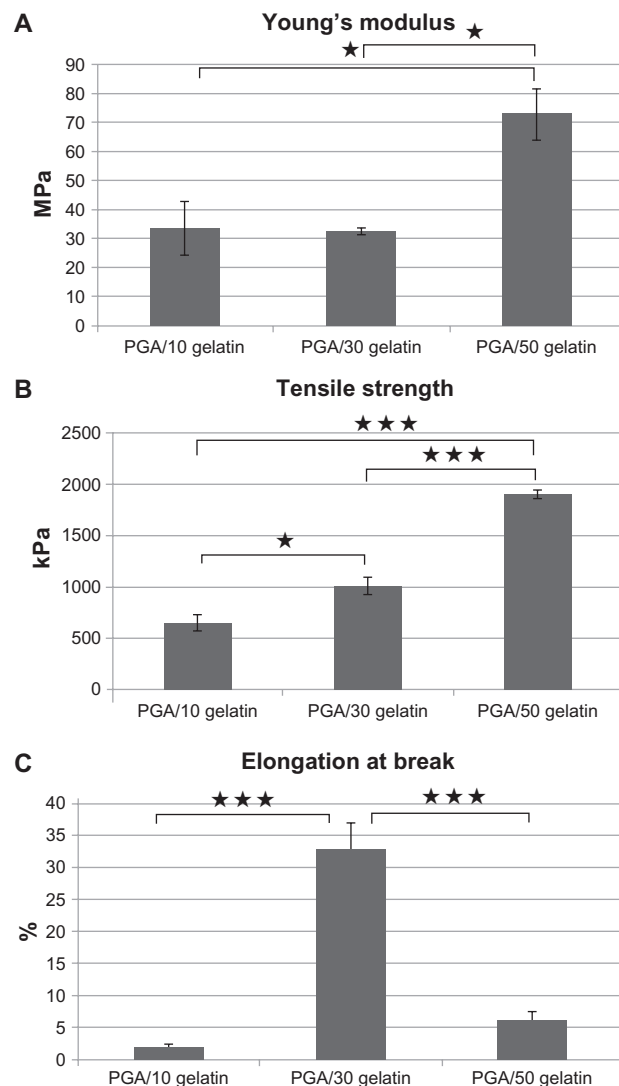 A
Young's modulus
★
★
MPa
90
80
70
60
50
40
30
20
10
0
PGA/10 gelatin PGA/30 gelatin PGA/50 gelatin
B
Tensile strength
★★★
★★★
★
kPa
2500
2000
1500
1000
500
0
PGA/10 gelatin PGA/30 gelatin PGA/50 gelatin
C
Elongation at break
★★★ ★★★
%
40
35
30
25
20
15
10
5
0
PGA/10 gelatin PGA/30 gelatin PGA/50 gelatin